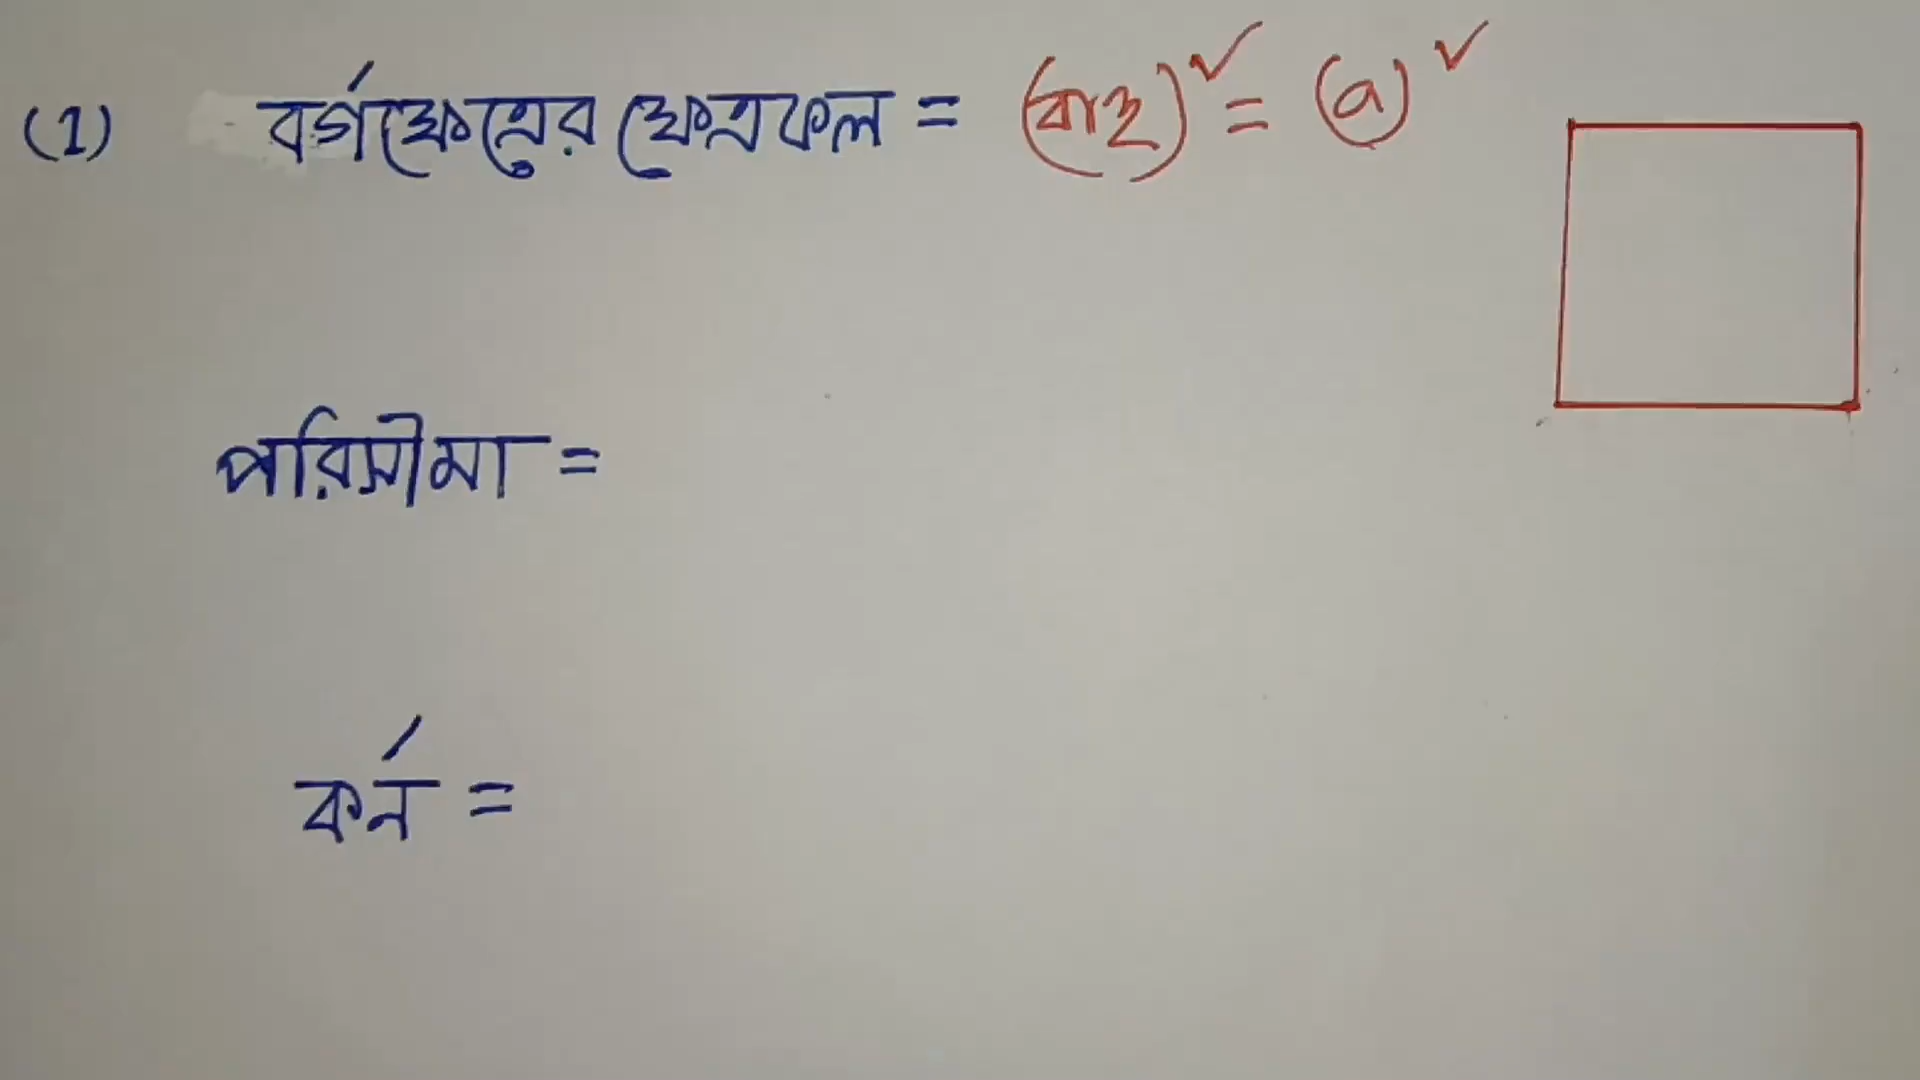 (1) বর্গক্ষেত্রের ক্ষেত্রফল = (বাহু)² = (a)²
পরিসীমা =
কর্ন =